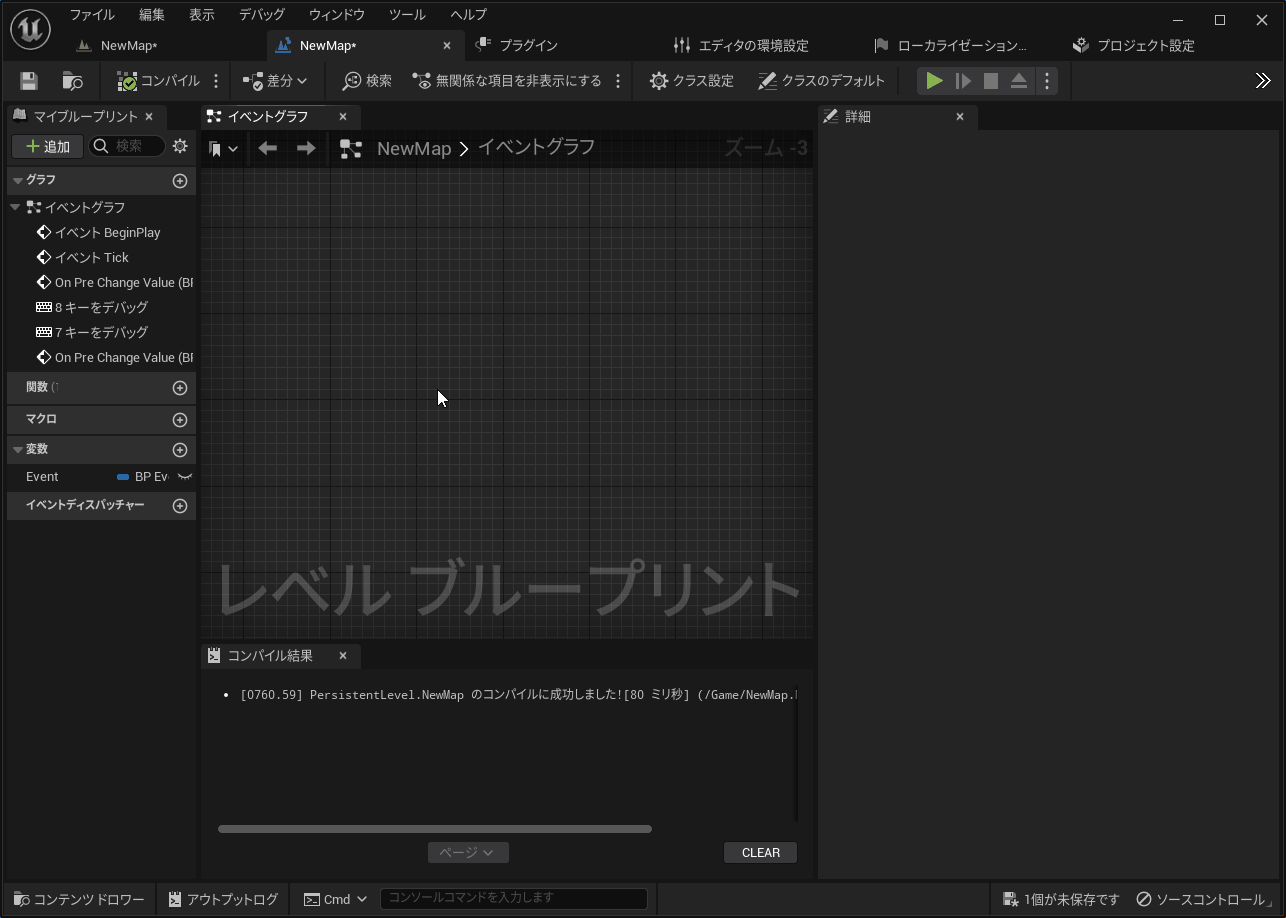 ファイル 編集 表示 デバッグ ウィンドウ ツール ヘルプ
NewMap* NewMap* プラグイン エディタの環境設定 ローカライゼーション... プロジェクト設定
コンパイル 差分 検索 無関係な項目を非表示にする クラス設定 クラスのデフォルト
マイブループリント イベントグラフ 詳細
追加 検索
NewMap イベントグラフ ズーム -3
グラフ
イベントグラフ
イベント BeginPlay
イベント Tick
On Pre Change Value (BP
8 キーをデバッグ
7 キーをデバッグ
On Pre Change Value (BP
関数
マクロ
変数
Event BP Ev
イベントディスパッチャー
レベル ブループリント
コンパイル結果
[0760.59] PersistentLevel.NewMap のコンパイルに成功しました![80 ミリ秒] (/Game/NewMap.
ページ CLEAR
コンテンツ ドロワー アウトプットログ Cmd コンソールコマンドを入力します 1個が未保存です ソースコントロール